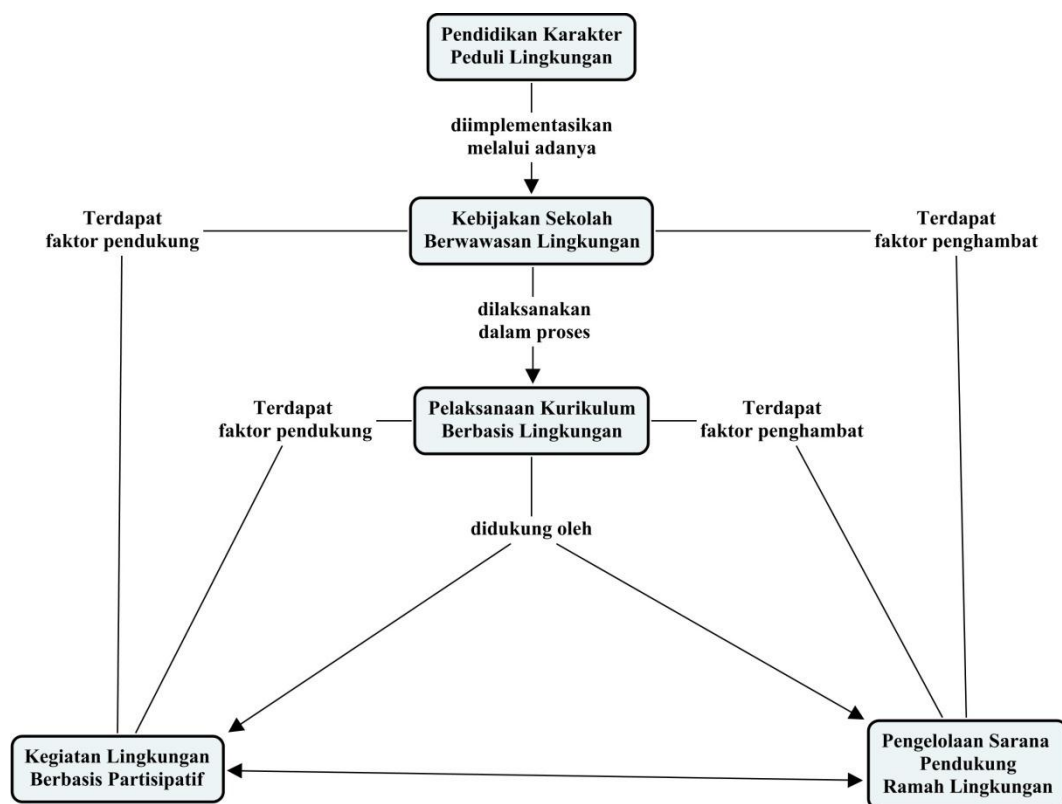 Pendidikan Karakter
Peduli Lingkungan
diimplementasikan
melalui adanya
Terdapat
faktor pendukung
Kebijakan Sekolah
Berwawasan Lingkungan
Terdapat
faktor penghambat
dilaksanakan
dalam proses
Terdapat
faktor pendukung
Pelaksanaan Kurikulum
Berbasis Lingkungan
Terdapat
faktor penghambat
didukung oleh
Kegiatan Lingkungan
Berbasis Partisipatif
Pengelolaan Sarana
Pendukung
Ramah Lingkungan